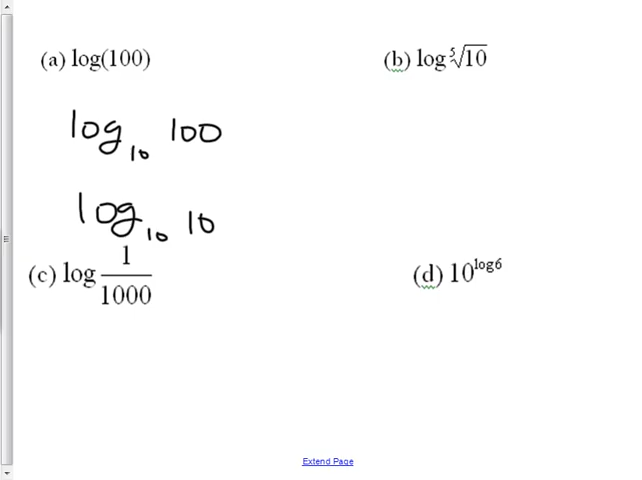 (a) log(100)
(b) log ⁵√10
log₁₀ 100
log₁₀ 10
(c) log 1/1000
(d) 10^log6
Extend Page